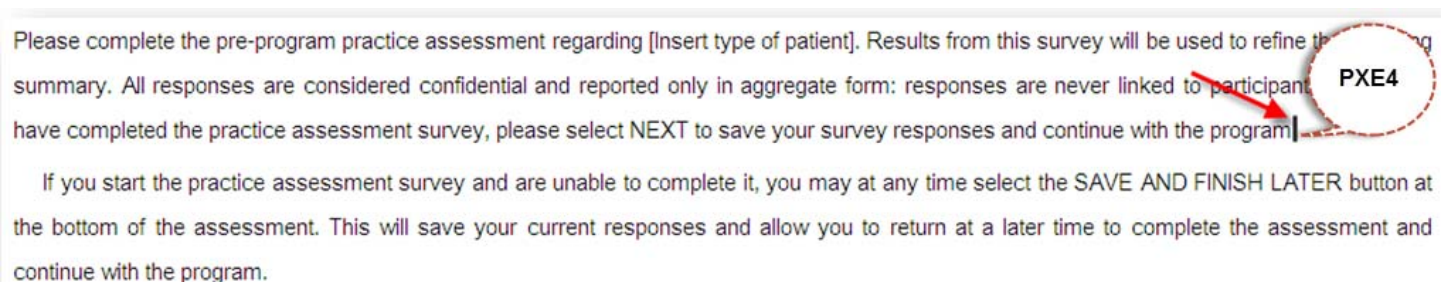 Please complete the pre-program practice assessment regarding [Insert type of patient]. Results from this survey will be used to refine
summary. All responses are considered confidential and reported only in aggregate form: responses are never linked to participant
PXE4
have completed the practice assessment survey, please select NEXT to save your survey responses and continue with the program
If you start the practice assessment survey and are unable to complete it, you may at any time select the SAVE AND FINISH LATER button at
the bottom of the assessment. This will save your current responses and allow you to return at a later time to complete the assessment and
continue with the program.